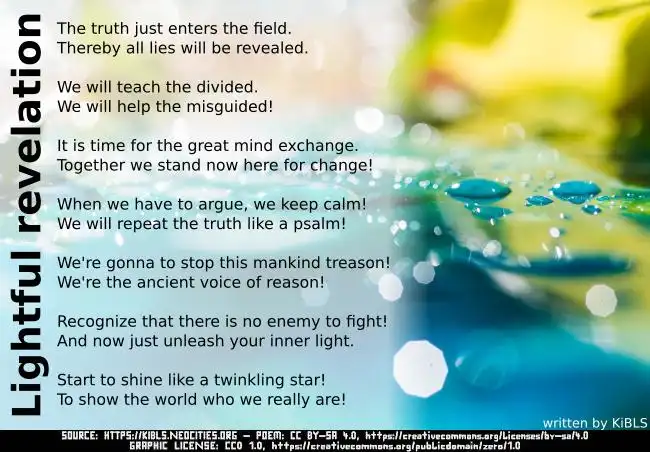 Lightful revelation
The truth just enters the field.
Thereby all lies will be revealed.
We will teach the divided.
We will help the misguided!
It is time for the great mind exchange.
Together we stand now here for change!
When we have to argue, we keep calm!
We will repeat the truth like a psalm!
We're gonna to stop this mankind treason!
We're the ancient voice of reason!
Recognize that there is no enemy to fight!
And now just unleash your inner light.
Start to shine like a twinkling star!
To show the world who we really are!
written by KiBLS
SOURCE: HTTPS://KIBLS.NEOCITIES.ORG – POEM: CC BY-SA 4.0, https://creativecommons.org/licenses/by-sa/4.0
GRAPHIC LICENSE: CC0 1.0, https://creativecommons.org/publicdomain/zero/1.0